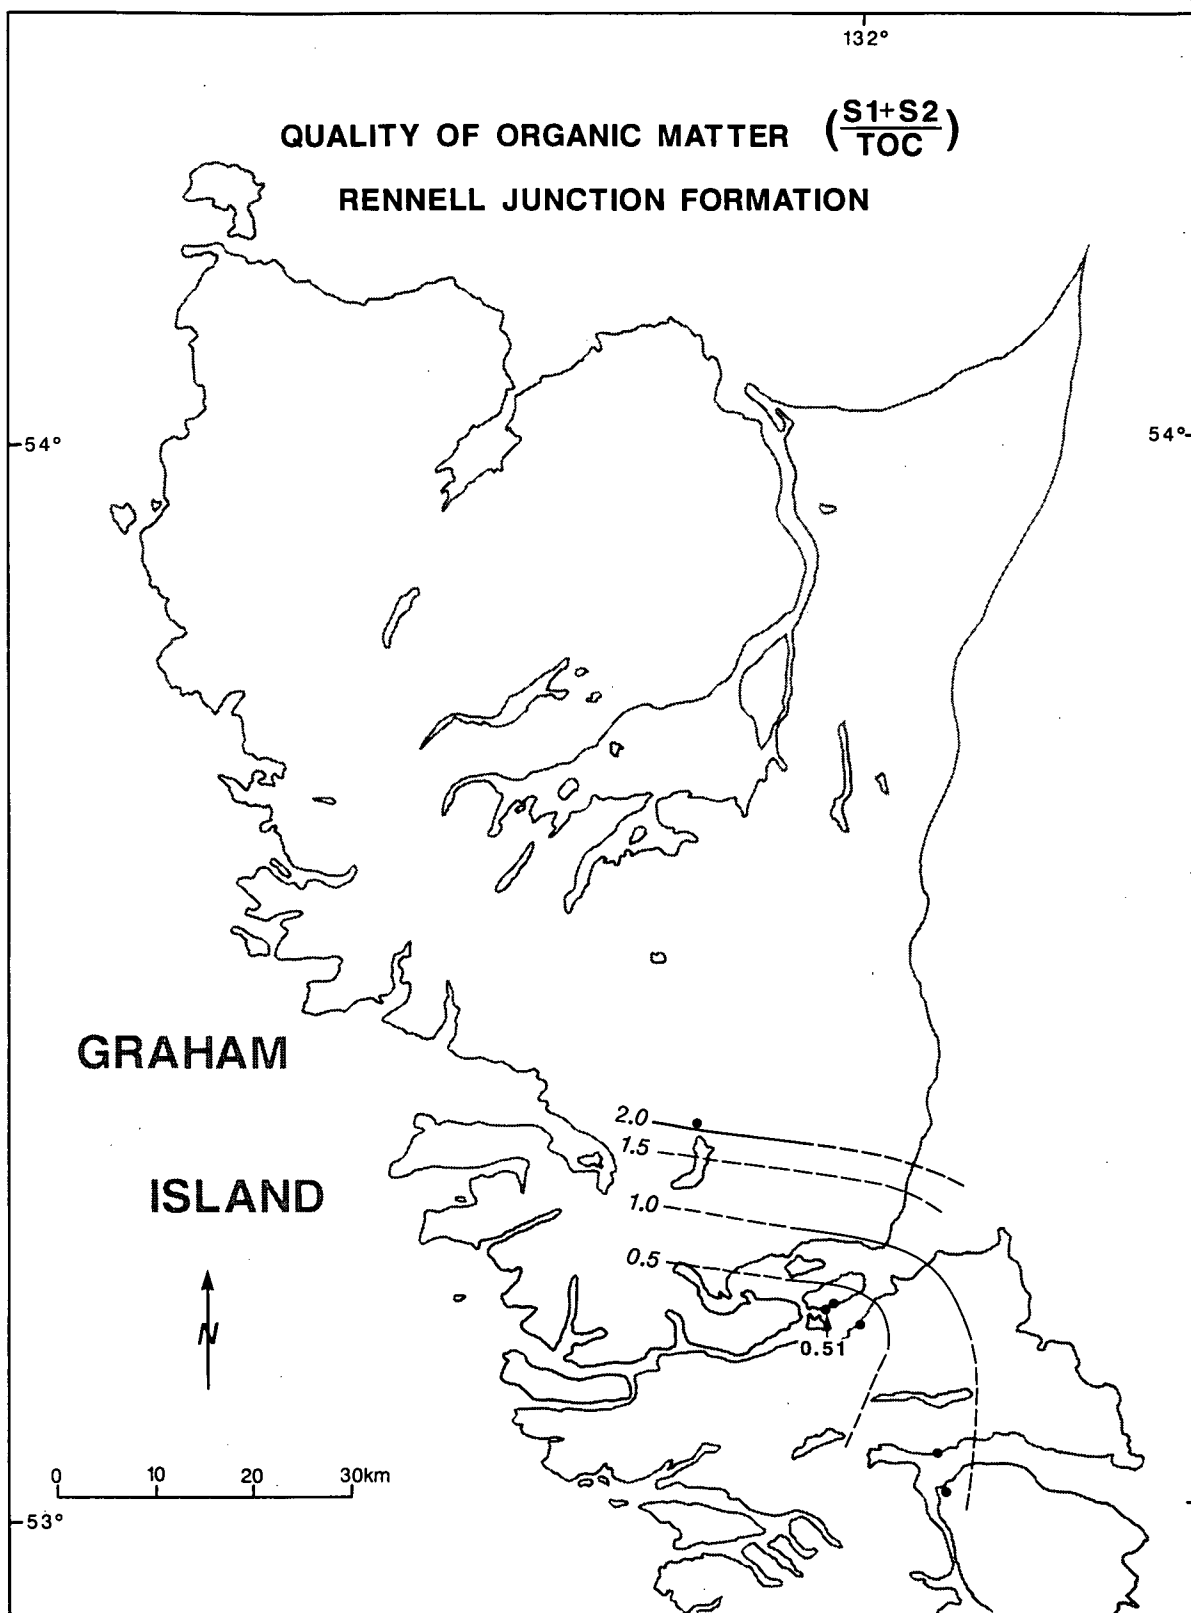 132°
QUALITY OF ORGANIC MATTER (S1+S2/TOC)
RENNELL JUNCTION FORMATION
54° 54°
GRAHAM
ISLAND
2.0
1.5
1.0
0.5
0.51
N
0 10 20 30km
53°